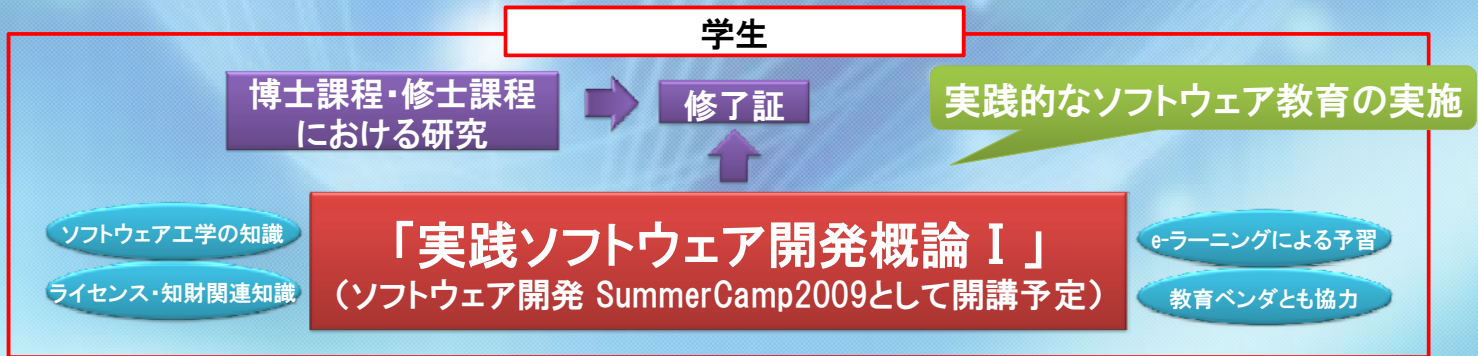 学生
博士課程・修士課程
における研究
修了証
実践的なソフトウェア教育の実施
ソフトウェア工学の知識
ライセンス・知財関連知識
「実践ソフトウェア開発概論Ⅰ」
（ソフトウェア開発 SummerCamp2009として開講予定）
e-ラーニングによる予習
教育ベンダとも協力